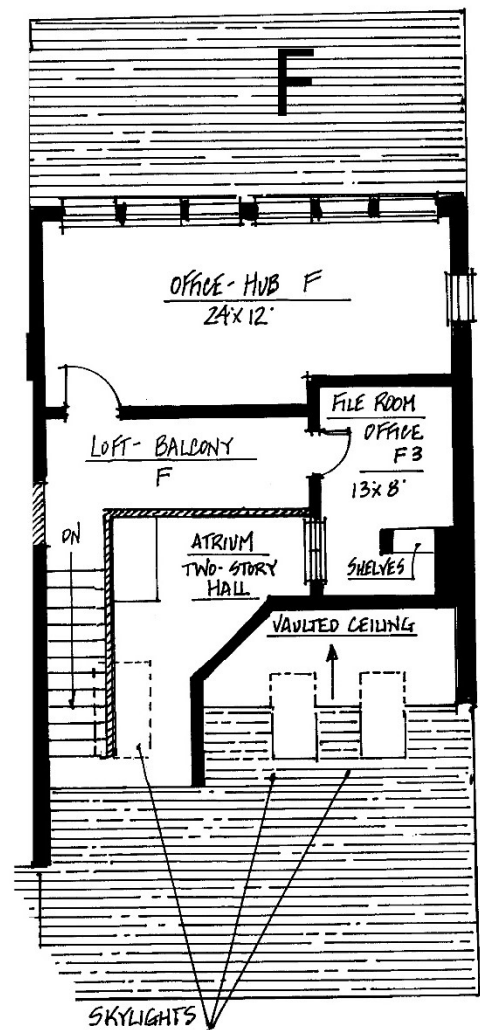 F
OFFICE - HUB F
24'x 12'
FILE ROOM
OFFICE
F3
13x 8'
LOFT - BALCONY
F
DN
ATRIUM
TWO-STORY
HALL
SHELVES
VAULTED CEILING
SKYLIGHTS